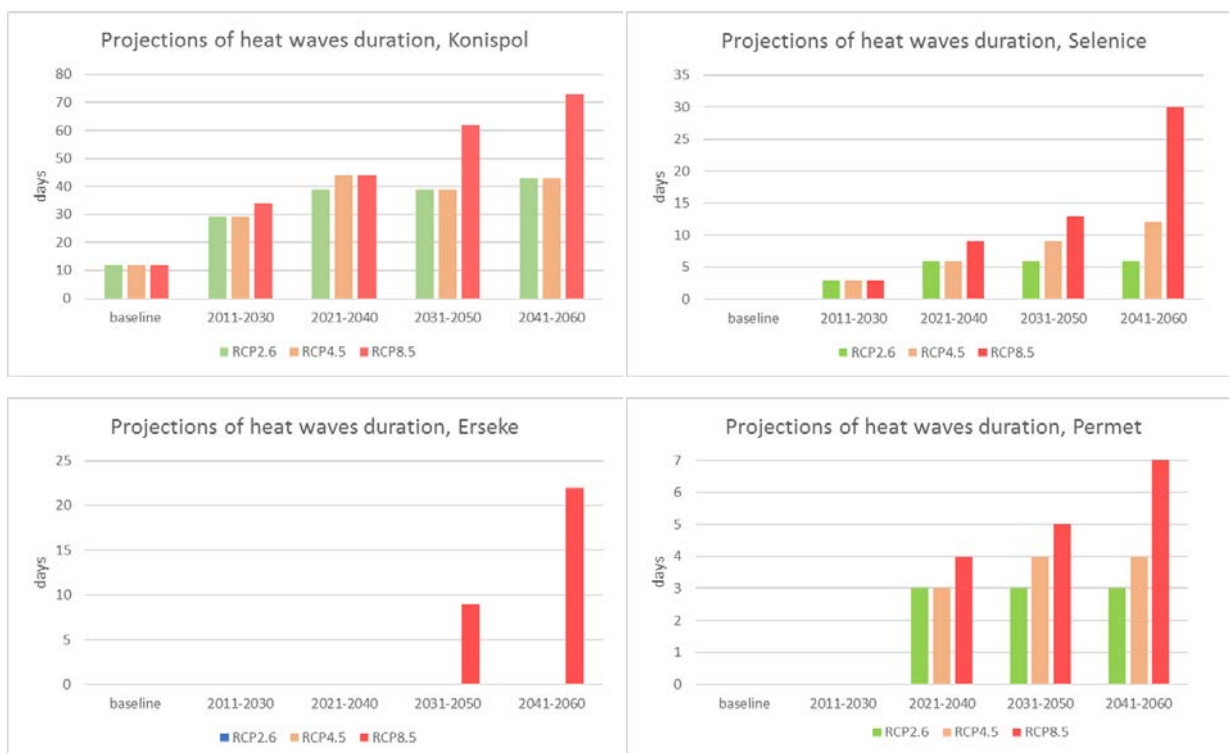 Projections of heat waves duration, Konispol
80
70
60
50
40
30
20
10
0
days
baseline 2011-2030 2021-2040 2031-2050 2041-2060
RCP2.6 RCP4.5 RCP8.5
Projections of heat waves duration, Selenice
35
30
25
20
15
10
5
0
days
baseline 2011-2030 2021-2040 2031-2050 2041-2060
RCP2.6 RCP4.5 RCP8.5
Projections of heat waves duration, Erseke
25
20
15
10
5
0
days
baseline 2011-2030 2021-2040 2031-2050 2041-2060
RCP2.6 RCP4.5 RCP8.5
Projections of heat waves duration, Permet
7
6
5
4
3
2
1
0
days
baseline 2011-2030 2021-2040 2031-2050 2041-2060
RCP2.6 RCP4.5 RCP8.5